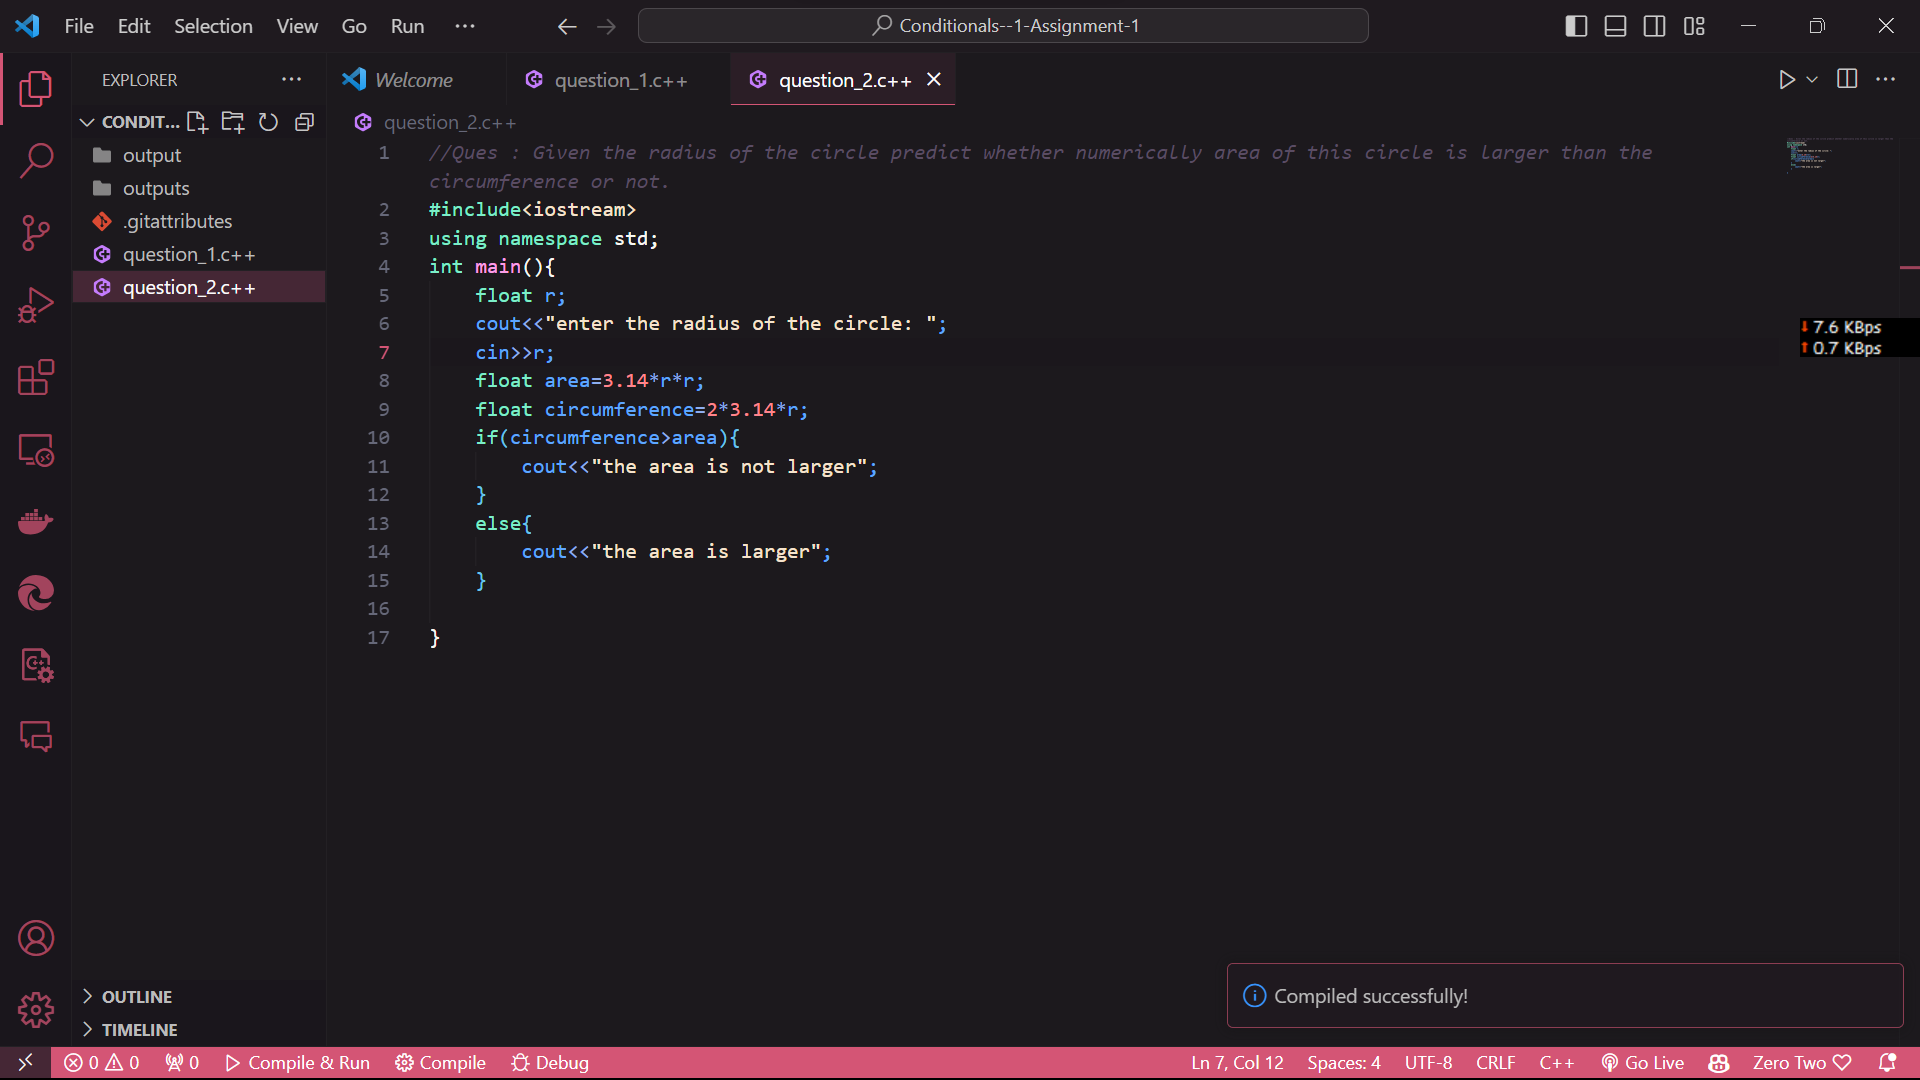 File Edit Selection View Go Run ··· Conditionals--1-Assignment-1
EXPLORER ···
Welcome question_1.c++ question_2.c++
CONDIT...
question_2.c++
output
outputs
.gitattributes
question_1.c++
question_2.c++
1 //Ques : Given the radius of the circle predict whether numerically area of this circle is larger than the
circumference or not.
2 #include<iostream>
3 using namespace std;
4 int main(){
5 float r;
6 cout<<"enter the radius of the circle: ";
7 cin>>r;
8 float area=3.14*r*r;
9 float circumference=2*3.14*r;
10 if(circumference>area){
11 cout<<"the area is not larger";
12 }
13 else{
14 cout<<"the area is larger";
15 }
16
17 }
7.6 KBps
0.7 KBps
OUTLINE
TIMELINE
Compiled successfully!
0 0 0 Compile & Run Compile Debug Ln 7, Col 12 Spaces: 4 UTF-8 CRLF C++ Go Live Zero Two